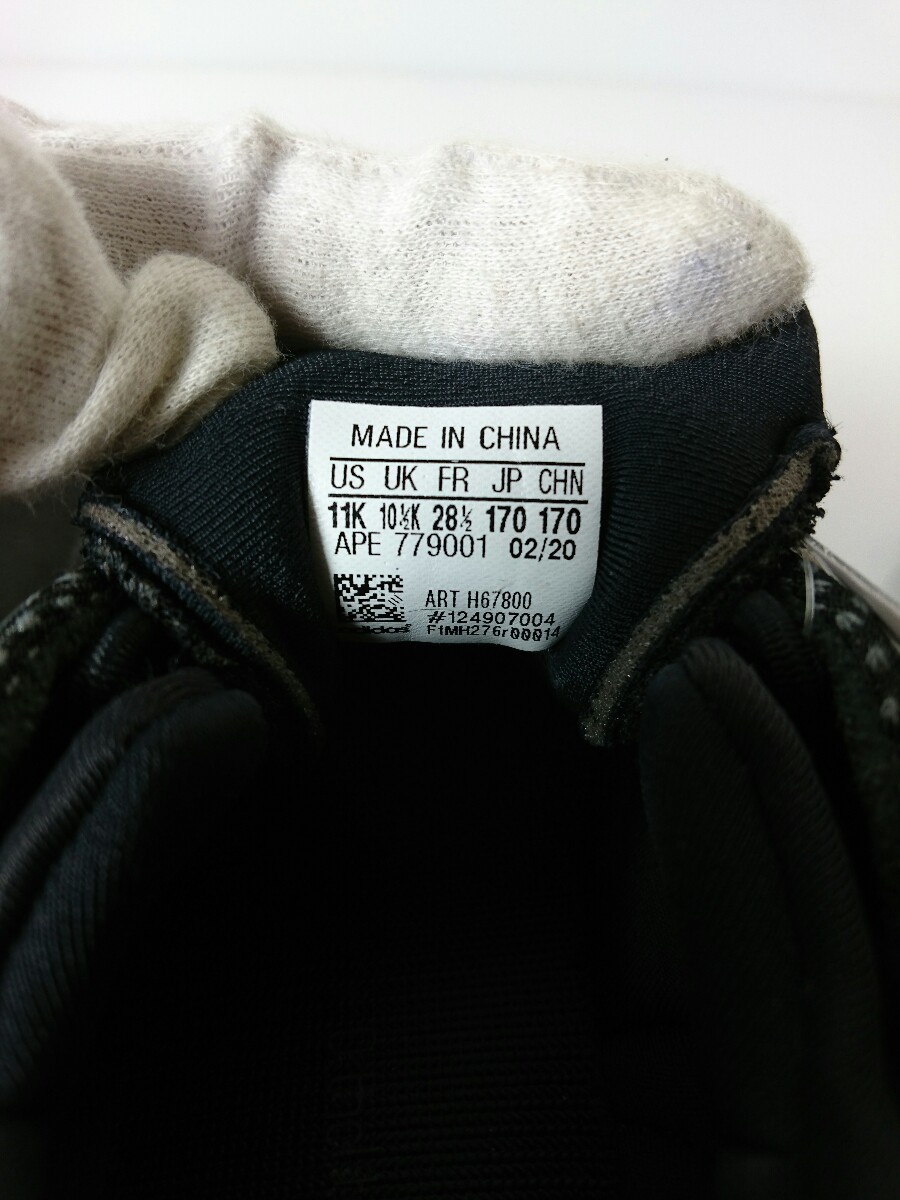 MADE IN CHINA
US UK FR JP CHN
11K 10½K 28½ 170 170
APE 779001 02/20
ART H67800
#124907004
adidas F1MH276r00014